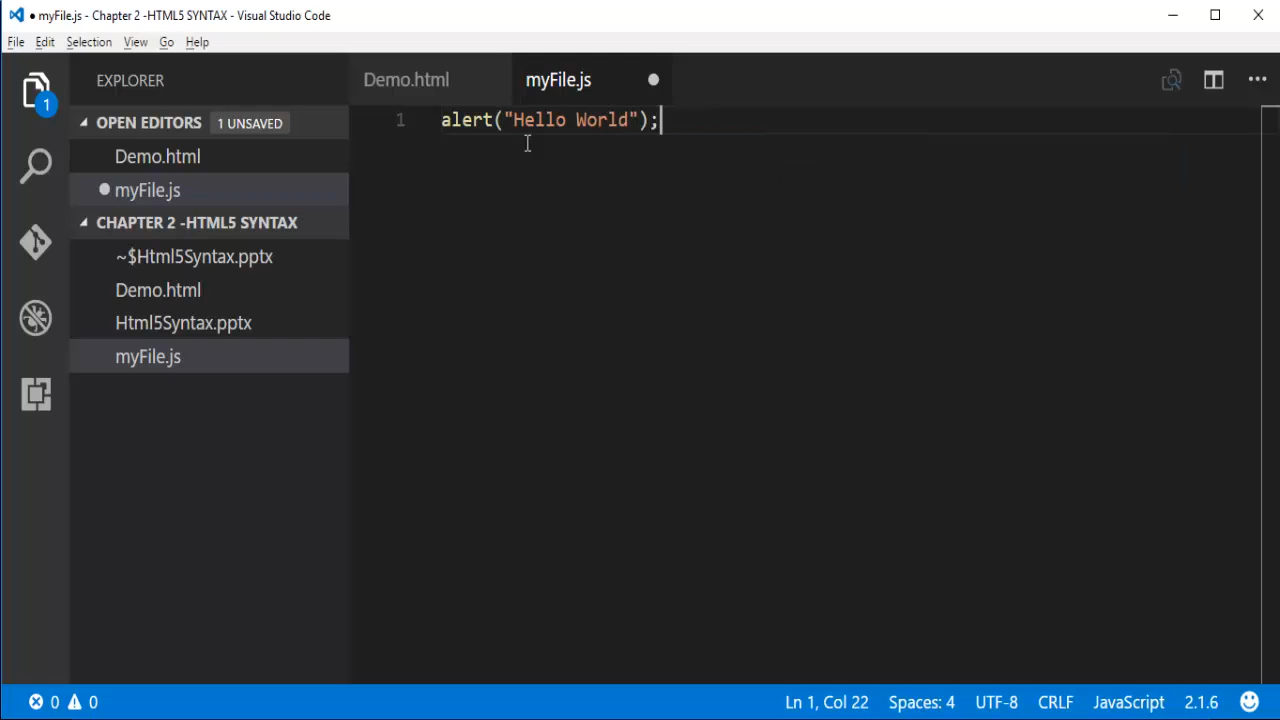 ● myFile.js - Chapter 2 -HTML5 SYNTAX - Visual Studio Code
File Edit Selection View Go Help
EXPLORER
Demo.html
myFile.js
1
OPEN EDITORS 1 UNSAVED
1 alert("Hello World");
Demo.html
myFile.js
CHAPTER 2 -HTML5 SYNTAX
~$Html5Syntax.pptx
Demo.html
Html5Syntax.pptx
myFile.js
0 0
Ln 1, Col 22 Spaces: 4 UTF-8 CRLF JavaScript 2.1.6